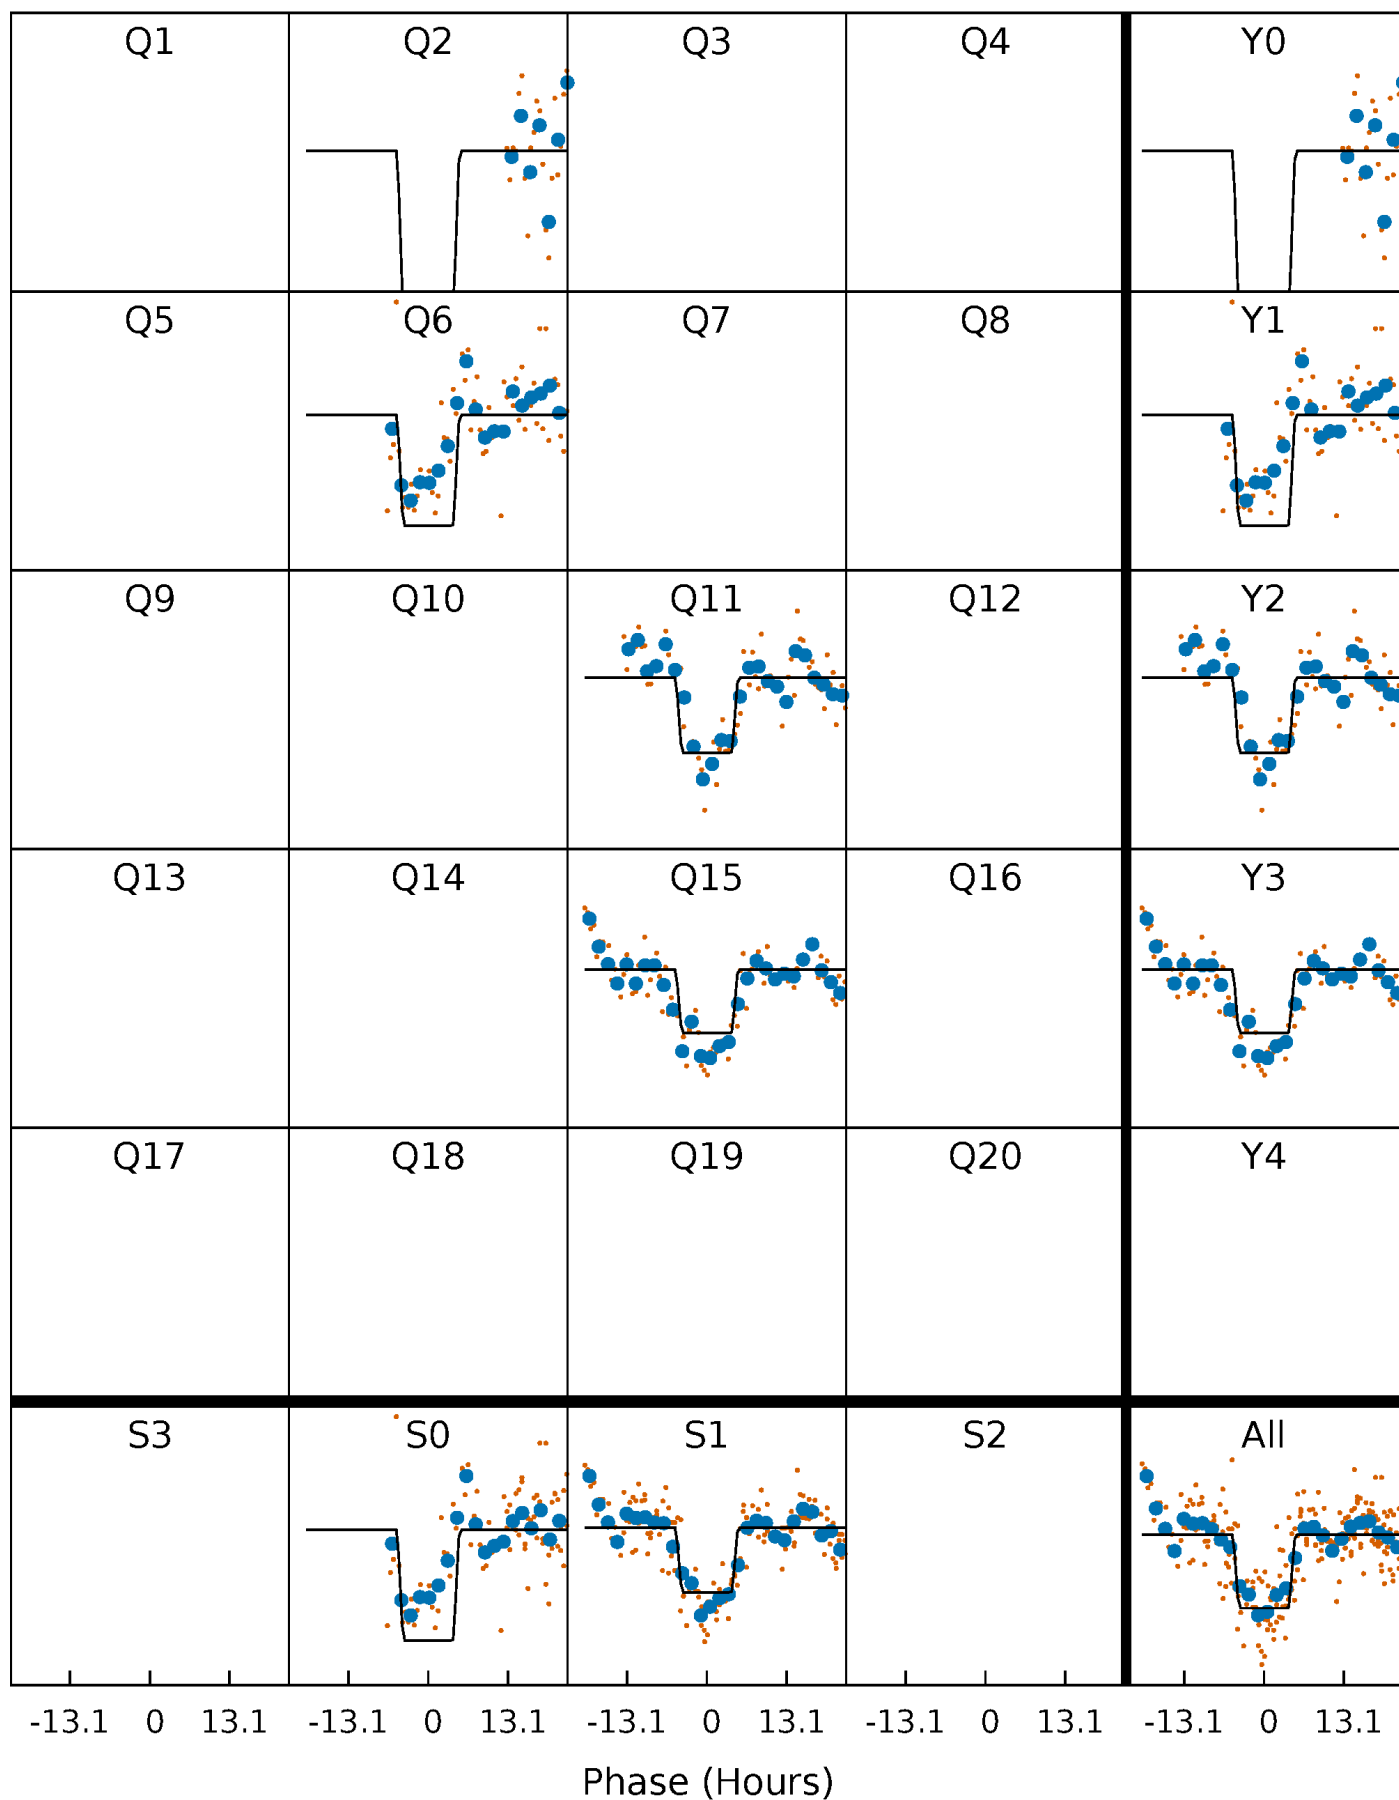 Q1 Q2 Q3 Q4 Y0
Q5 Q6 Q7 Q8 Y1
Q9 Q10 Q11 Q12 Y2
Q13 Q14 Q15 Q16 Y3
Q17 Q18 Q19 Q20 Y4
S3 S0 S1 S2 All
-13.1 0 13.1 -13.1 0 13.1 -13.1 0 13.1 -13.1 0 13.1 -13.1 0 13.1
Phase (Hours)